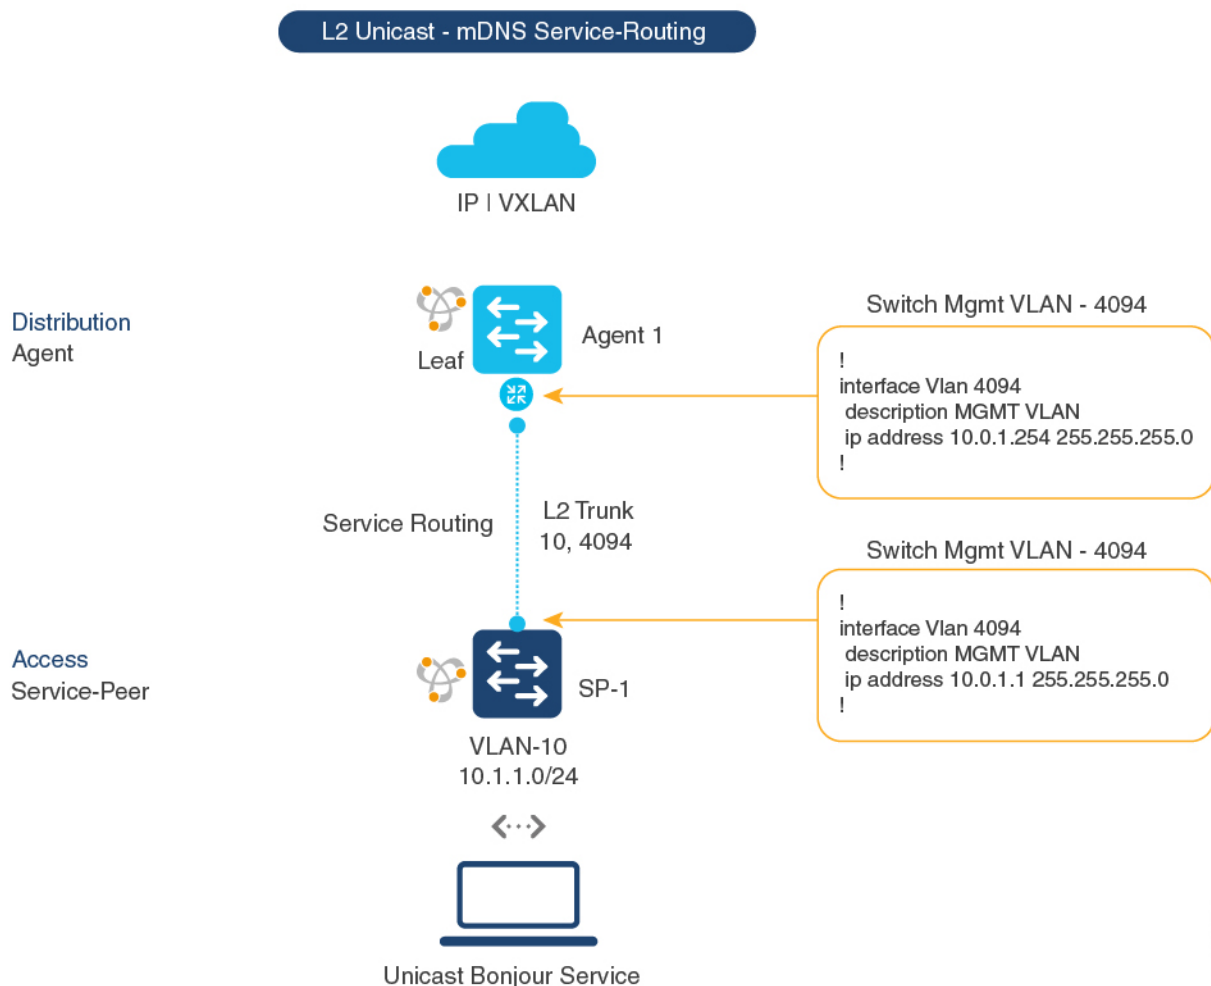 L2 Unicast - mDNS Service-Routing
IP | VXLAN
Distribution
Agent
Leaf
Agent 1
Switch Mgmt VLAN - 4094
!
interface Vlan 4094
description MGMT VLAN
ip address 10.0.1.254 255.255.255.0
!
Service Routing
L2 Trunk
10, 4094
Switch Mgmt VLAN - 4094
!
interface Vlan 4094
description MGMT VLAN
ip address 10.0.1.1 255.255.255.0
!
Access
Service-Peer
SP-1
VLAN-10
10.1.1.0/24
Unicast Bonjour Service